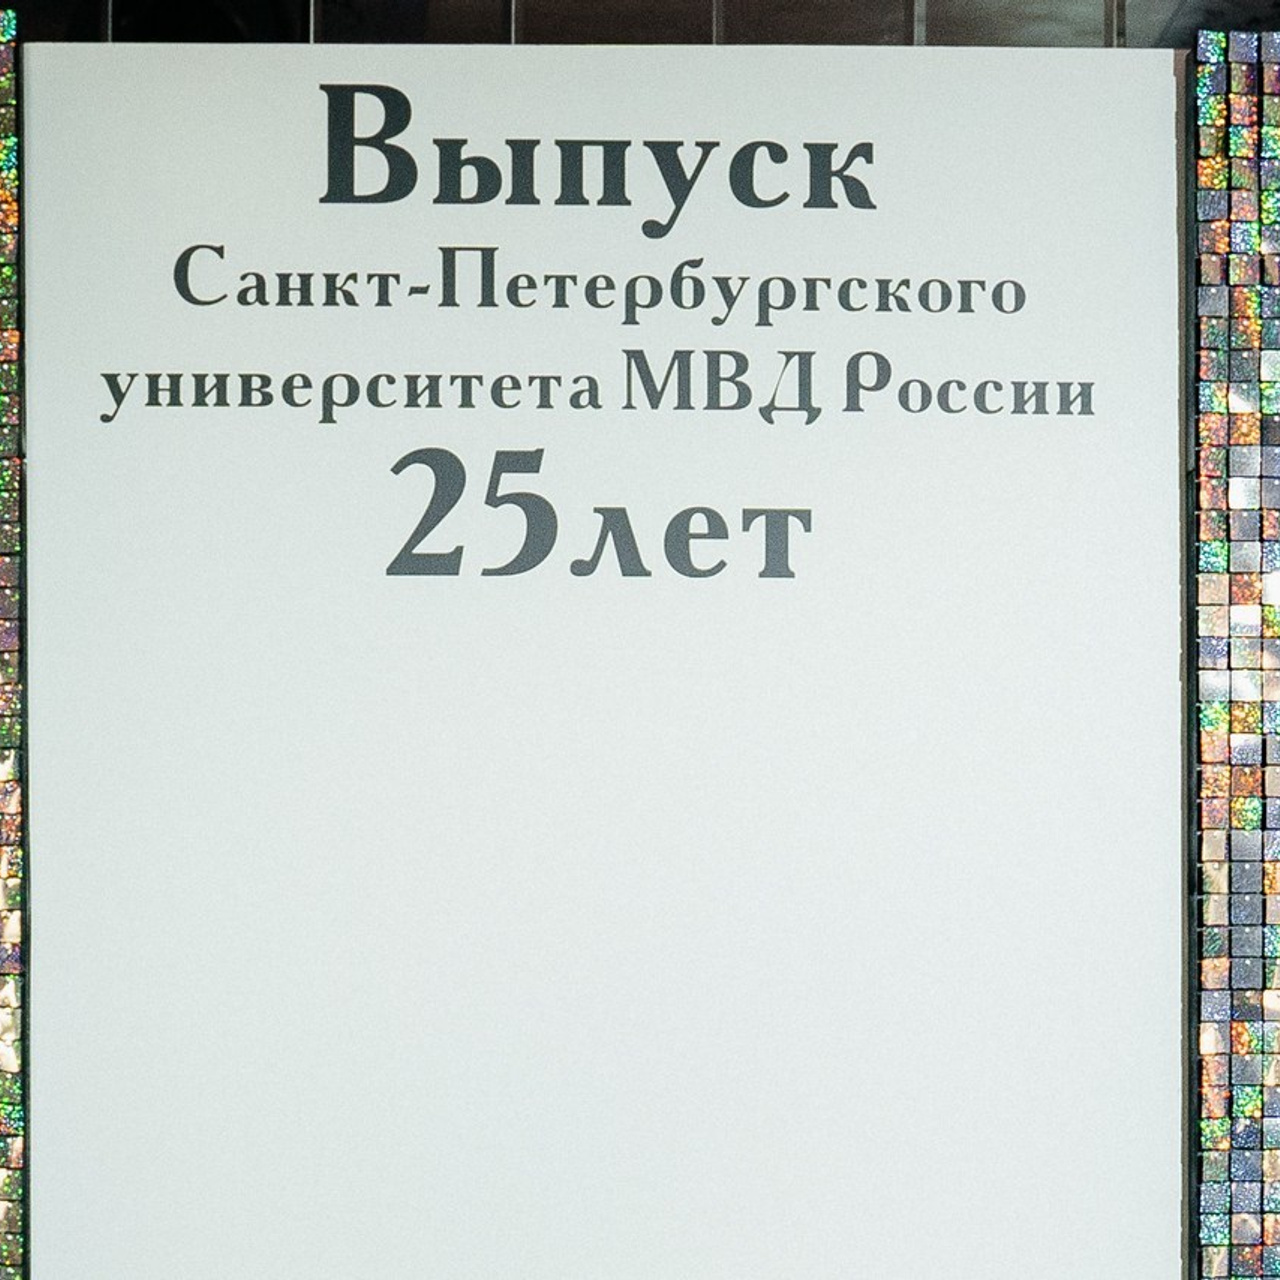 Выпуск
Санкт-Петербургского
университета МВД России
25лет